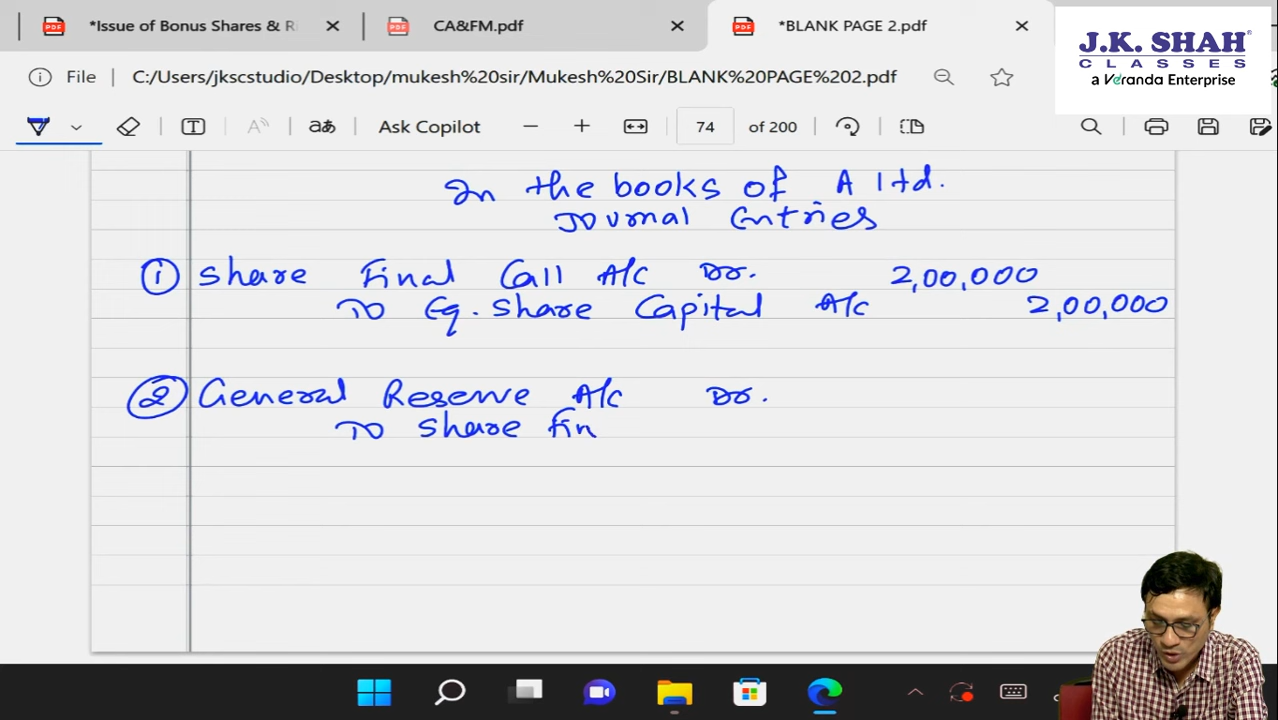 *Issue of Bonus Shares & Ri
CA&FM.pdf
*BLANK PAGE 2.pdf
J.K. SHAH
CLASSES
a Veranda Enterprise
File
C:/Users/jkscstudio/Desktop/mukesh%20sir/Mukesh%20Sir/BLANK%20PAGE%202.pdf
Ask Copilot
74 of 200
In the books of A ltd.
Journal Entries
① Share Final Call A/c Dr. 2,00,000
To Eq. Share Capital A/c 2,00,000
② General Reserve A/c Dr.
To Share Fin